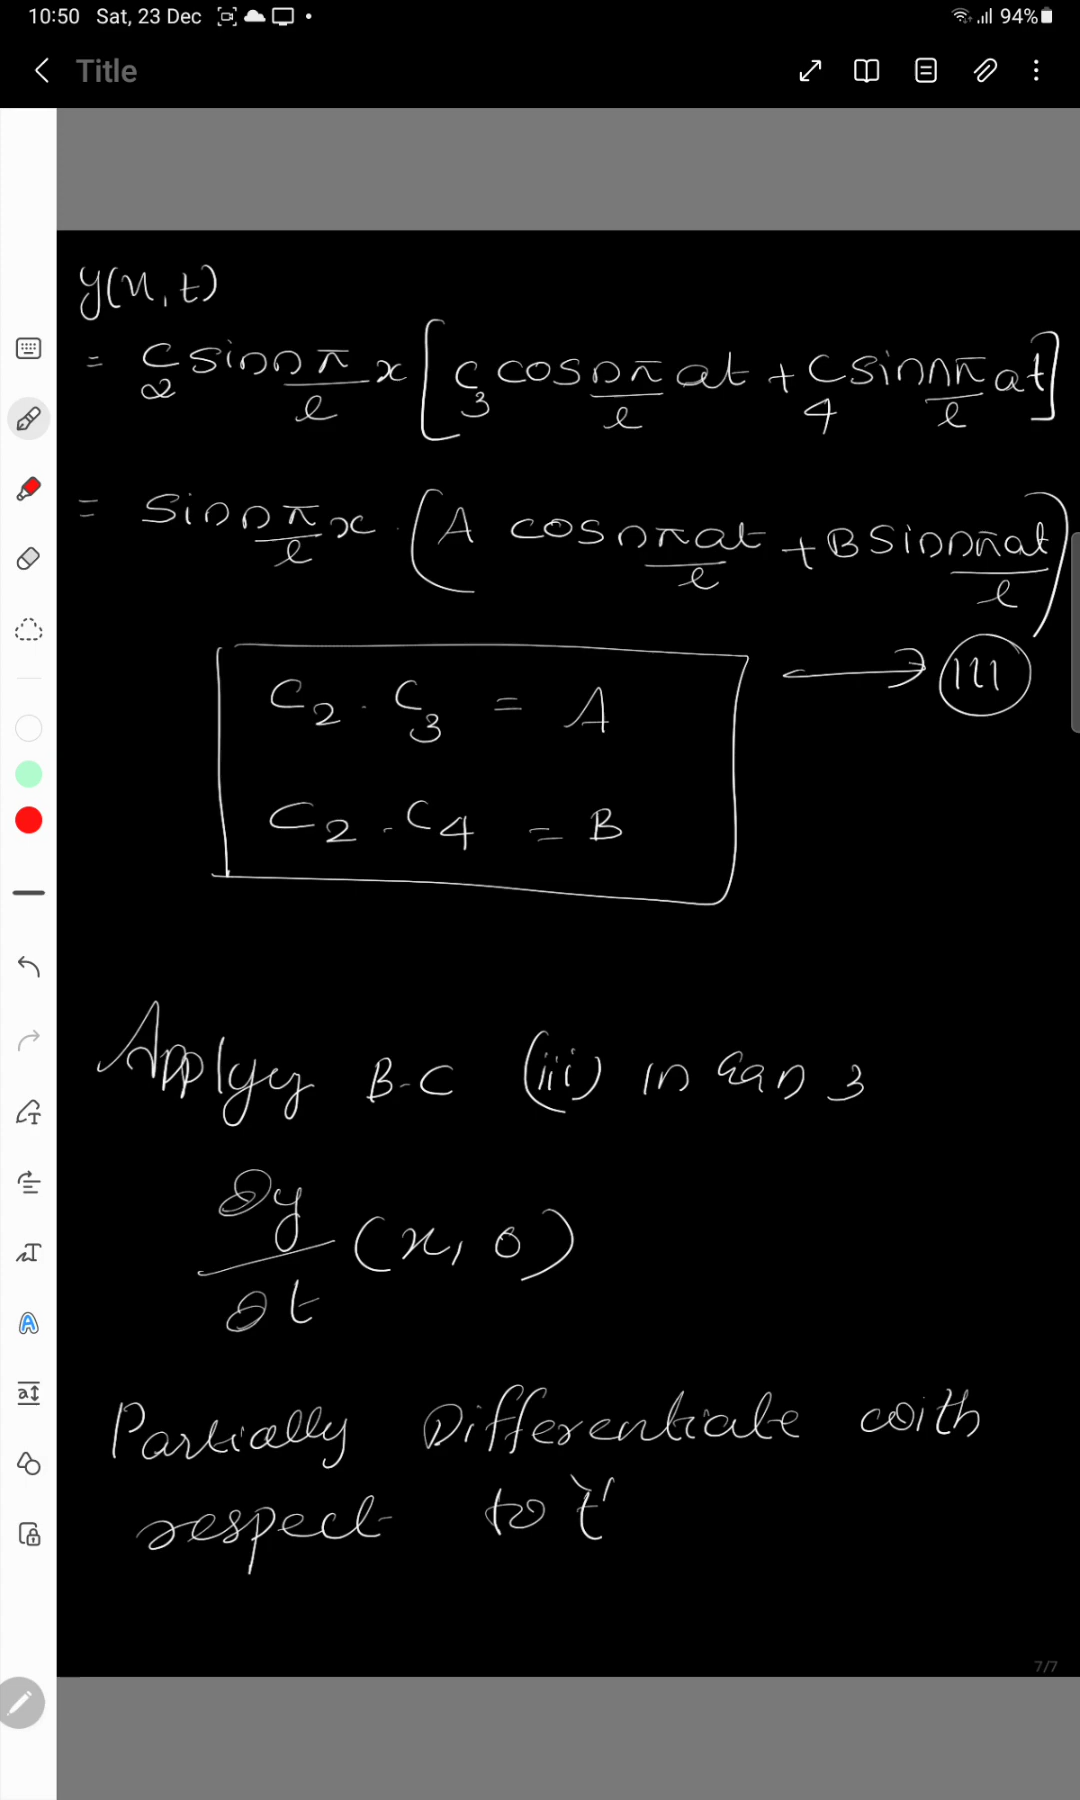 10:50 Sat, 23 Dec 94%
Title
y(x, t)
= C₂ sin nπ/l x [C₃ cos nπ/l at + C₄ sin nπ/l at]
= sin nπ/l x . (A cos nπat/l + B sin nπat/l)
→ (III)
C₂ . C₃ = A
C₂ . C₄ = B
Applyg B.C (iii) in Eqn 3
∂y/∂t (x, 0)
Partially Differentiate with
respect to 't'
7/7